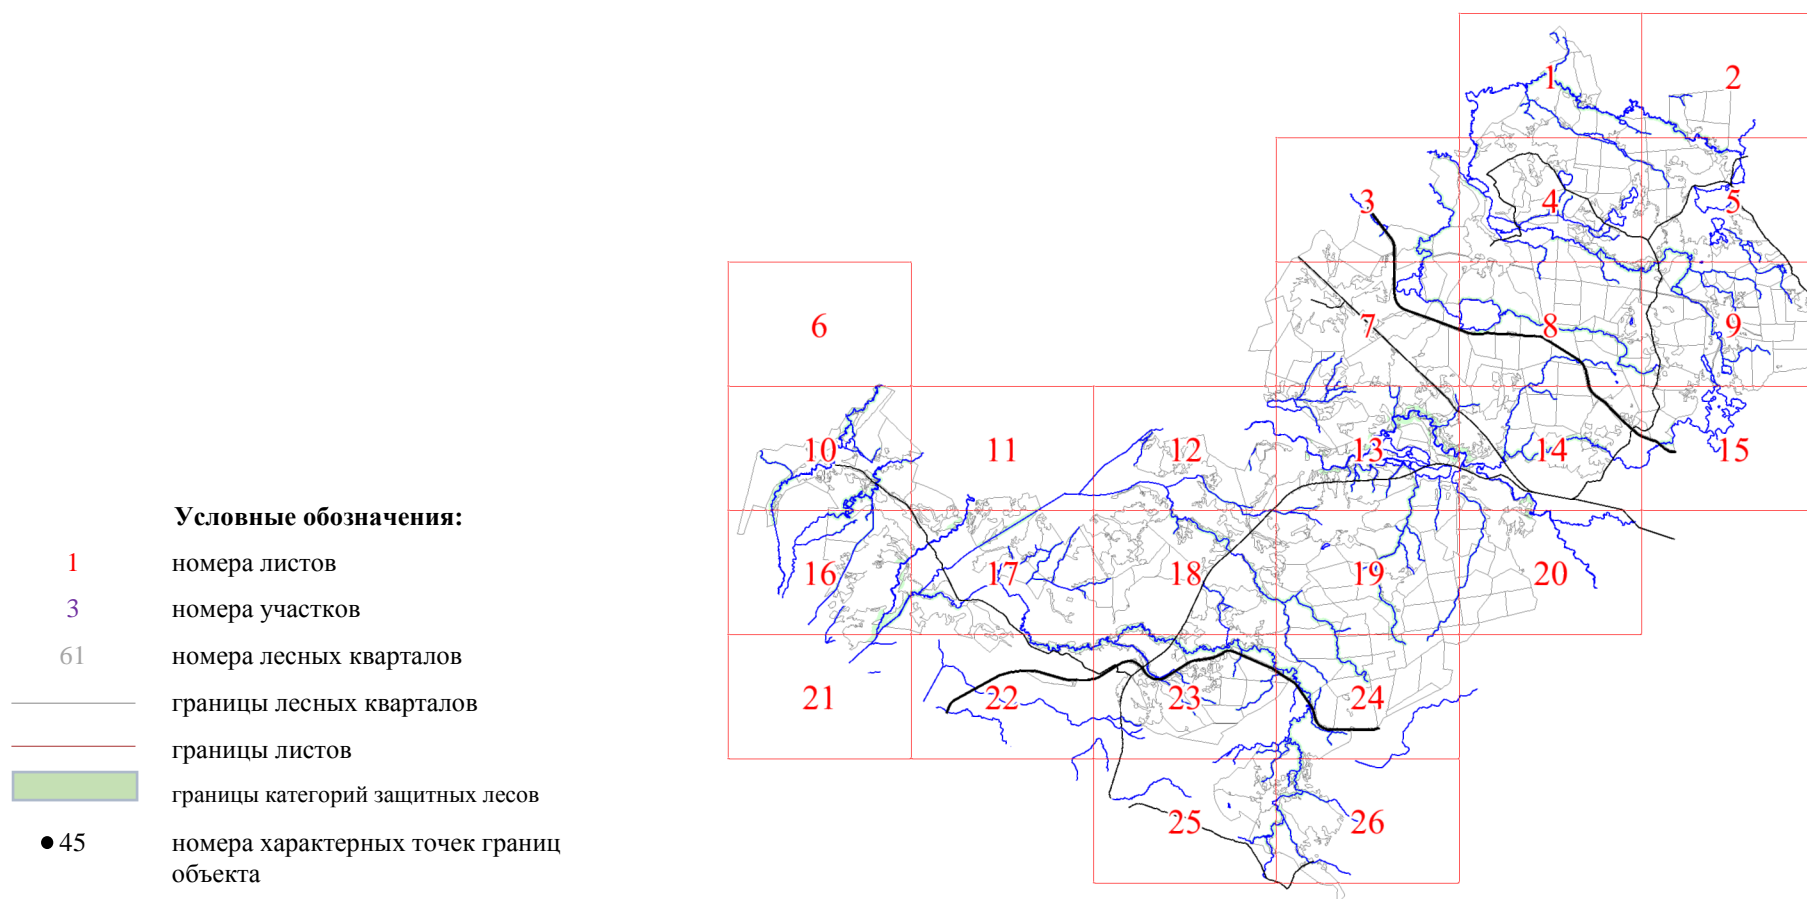 Условные обозначения:
1 номера листов
3 номера участков
61 номера лесных кварталов
границы лесных кварталов
границы листов
границы категорий защитных лесов
45 номера характерных точек границ
объекта
1 2
3 4 5
6 7 8 9
10 11 12 13 14 15
16 17 18 19 20
21 22 23 24
25 26